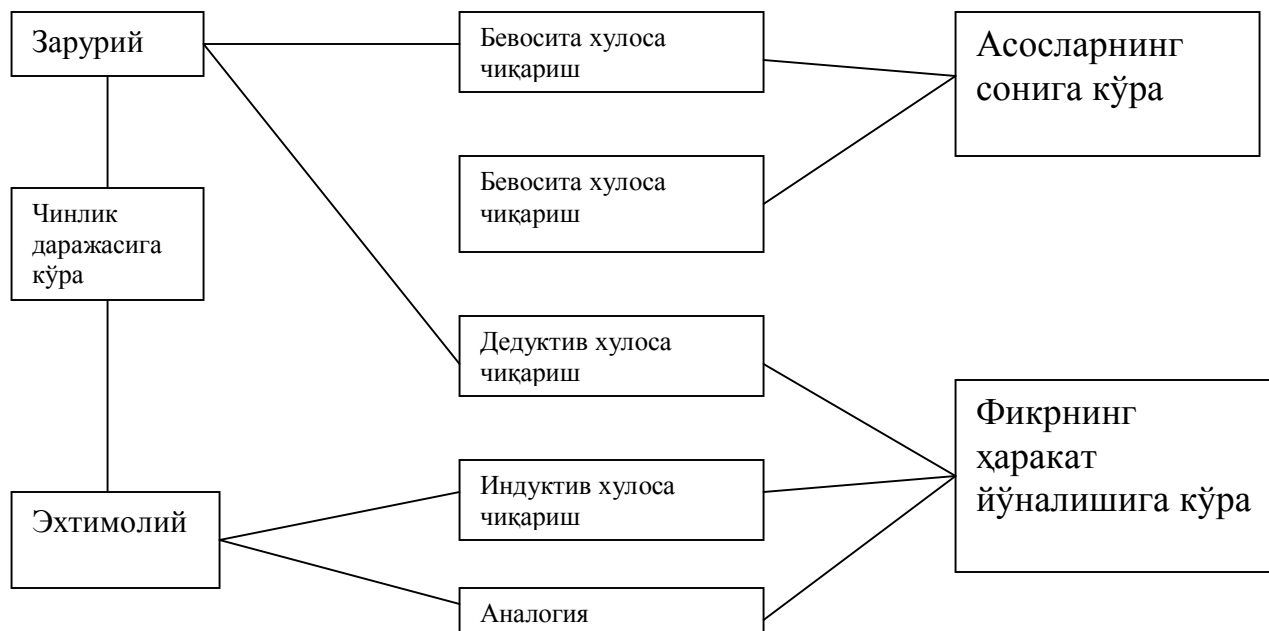 Зарурий
Бевосита хулоса
чиқариш
Асосларнинг
сонига кўра
Бевосита хулоса
чиқариш
Чинлик
даражасига
кўра
Дедуктив хулоса
чиқариш
Фикрнинг
ҳаракат
йўналишига кўра
Индуктив хулоса
чиқариш
Эхтимолий
Аналогия